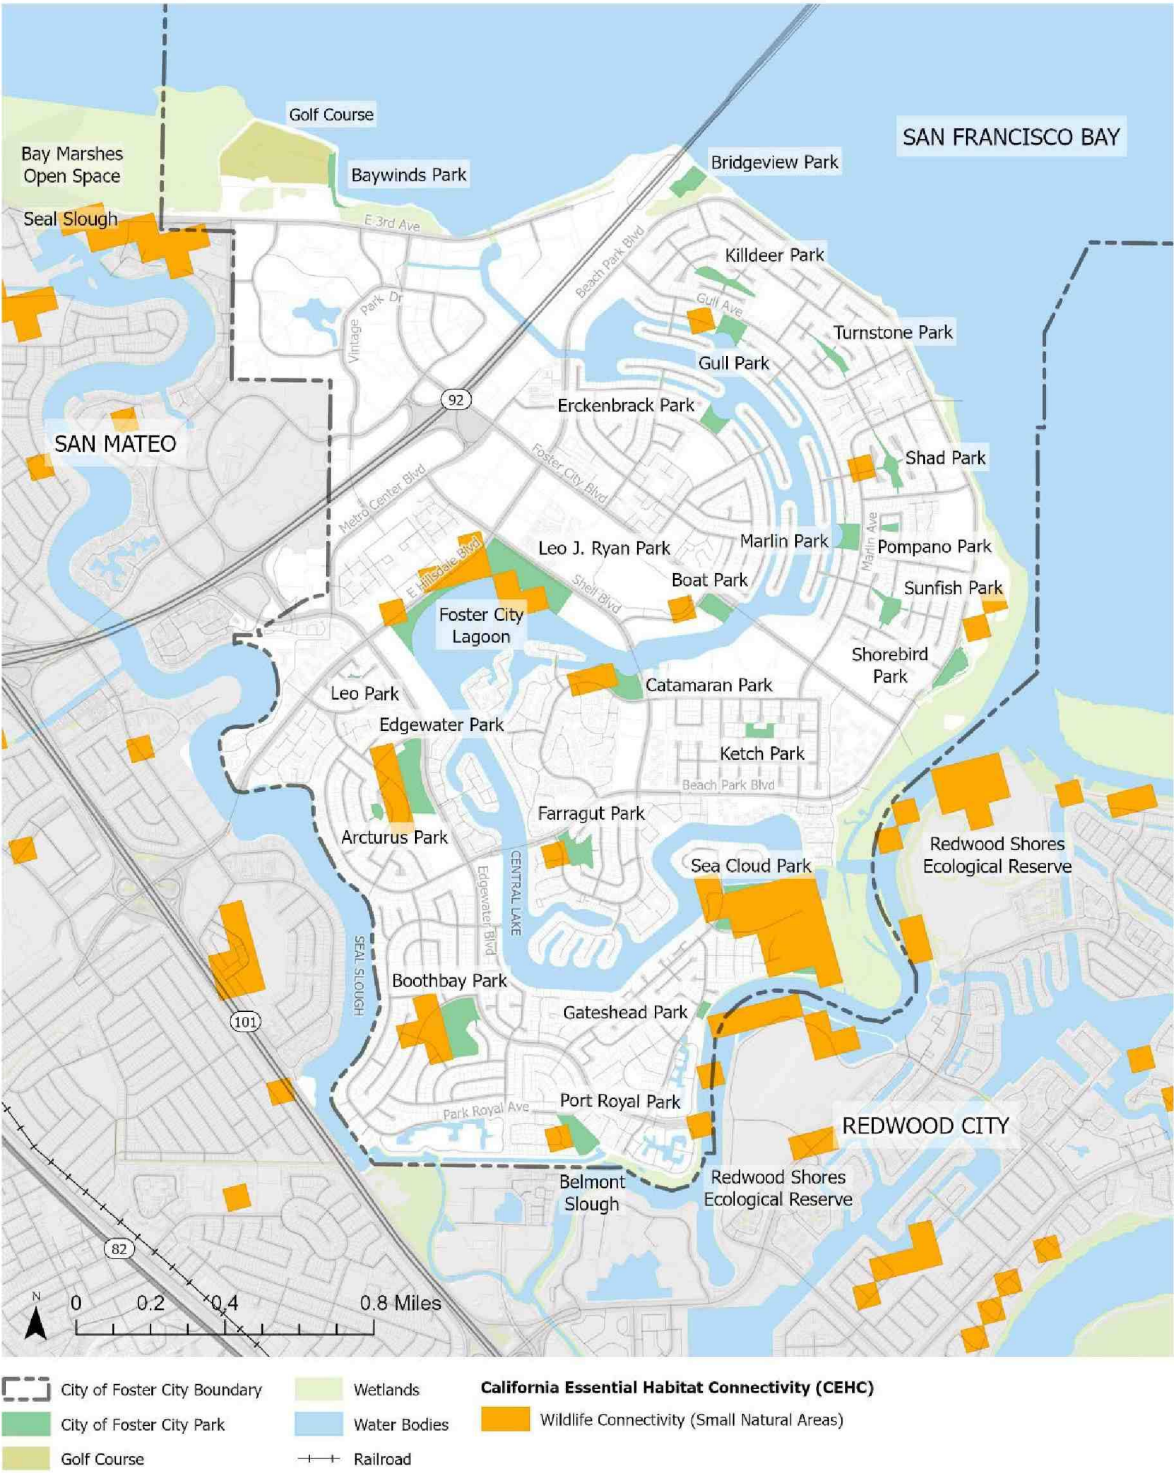 Golf Course
SAN FRANCISCO BAY
Bay Marshes
Open Space
Bridgeview Park
Baywinds Park
Seal Slough
E 3rd Ave
Beach Park Blvd
Killdeer Park
Gull Ave
Vintage Park Dr
Turnstone Park
Gull Park
92
Erckenbrack Park
SAN MATEO
Foster City Blvd
Shad Park
Metro Center Blvd
Marlin Ave
Marlin Park
Pompano Park
Leo J. Ryan Park
E Hillsdale Blvd
Shell Blvd
Boat Park
Sunfish Park
Foster City
Lagoon
Shorebird
Park
Leo Park
Catamaran Park
Edgewater Park
Ketch Park
Beach Park Blvd
Farragut Park
Arcturus Park
Redwood Shores
Ecological Reserve
Sea Cloud Park
CENTRAL LAKE
Edgewater Blvd
SEAL SLOUGH
Boothbay Park
Gateshead Park
101
Port Royal Park
Park Royal Ave
REDWOOD CITY
Belmont
Slough
Redwood Shores
Ecological Reserve
82
N
0 0.2 0.4 0.8 Miles
City of Foster City Boundary
City of Foster City Park
Golf Course
Wetlands
Water Bodies
Railroad
California Essential Habitat Connectivity (CEHC)
Wildlife Connectivity (Small Natural Areas)